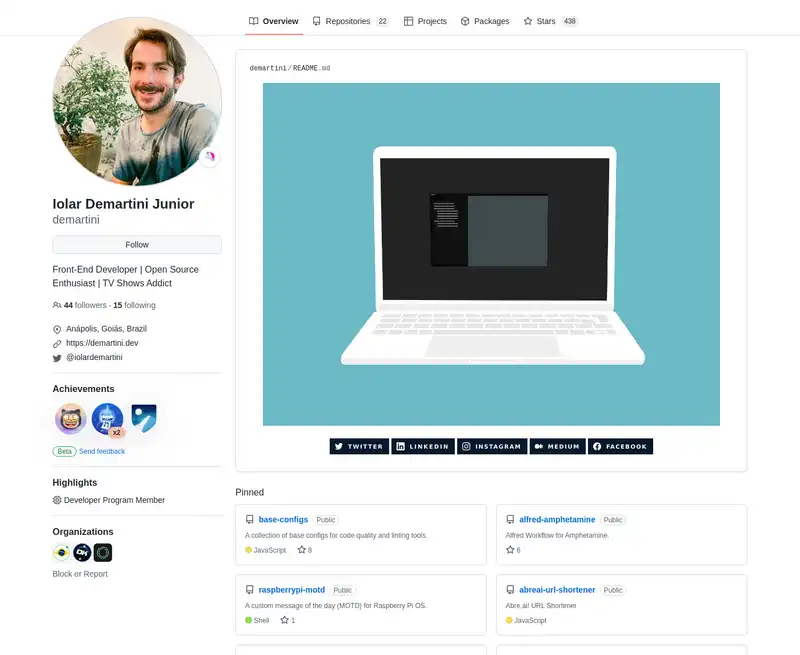 Overview
Repositories 22
Projects
Packages
Stars 438
demartini/README.md
Iolar Demartini Junior
demartini
Follow
Front-End Developer | Open Source
Enthusiast | TV Shows Addict
44 followers · 15 following
Anápolis, Goiás, Brazil
https://demartini.dev
@iolardemartini
Achievements
x2
Beta Send feedback
Highlights
Developer Program Member
Organizations
Block or Report
TWITTER
LINKEDIN
INSTAGRAM
MEDIUM
FACEBOOK
Pinned
base-configs Public
A collection of base configs for code quality and linting tools.
JavaScript 8
alfred-amphetamine Public
Alfred Workflow for Amphetamine.
6
raspberrypi-motd Public
A custom message of the day (MOTD) for Raspberry Pi OS.
Shell 1
abreai-url-shortener Public
Abre.ai! URL Shortener
JavaScript